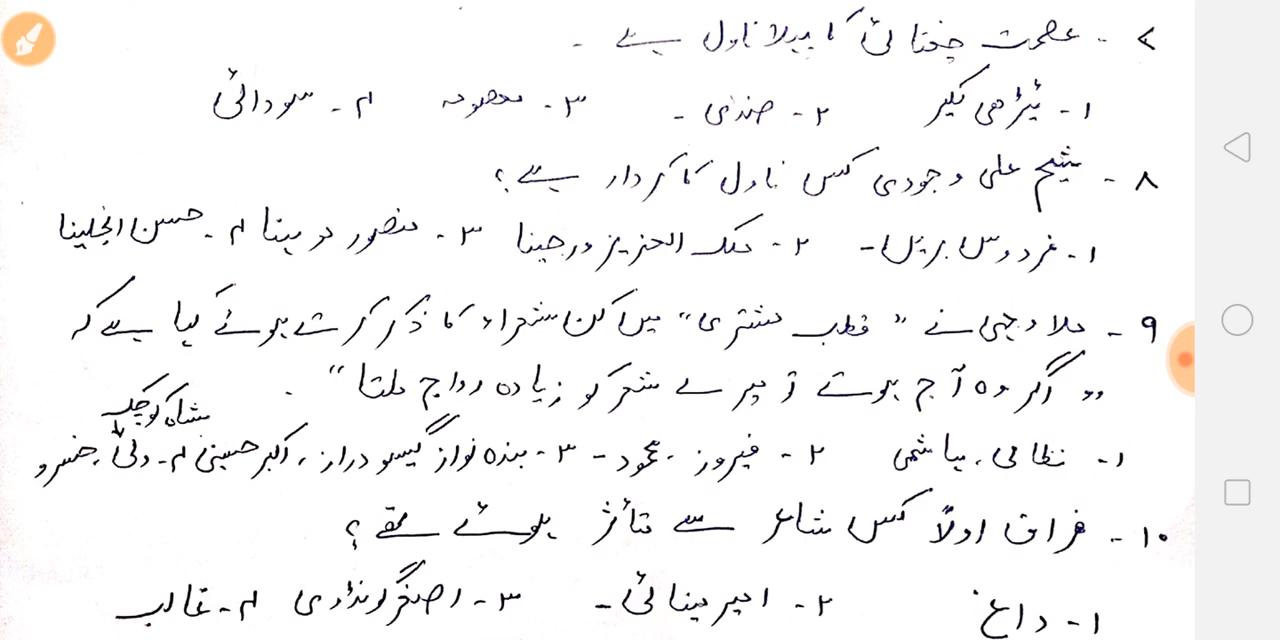 ۷ - عصمت چغتائی کا پہلا ناول ہے -
۱ - ٹیڑھی لکیر ۲ - ضدی - ۳ - معصومہ ۴ - سودائی
۸ - شیخ علی وجودی کس ناول کا کردار ہے؟
۱ - فردوس بریں - ۲ - ملک العزیز ورجینا ۳ - منصور موہنا ۴ - حسن انجلینا
۹ - ملا وجہی نے "قطب مشتری" میں کن شعراء کا ذکر کرتے ہوئے کہا ہے کہ
"اگر وہ آج ہوتے تو میرے شعر کو زیادہ رواج ملتا" -
شاہ کوچک
۱ - نظامی، ہاشمی ۲ - فیروز، محمود - ۳ - بندہ نواز گیسو دراز، اکبر حسینی ۴ - ولی، خسرو
۱۰ - فراق اولاً کس شاعر سے متأثر ہوئے تھے؟
۱ - داغ ۲ - امیر مینائی - ۳ - اصغر گونڈوی ۴ - غالب